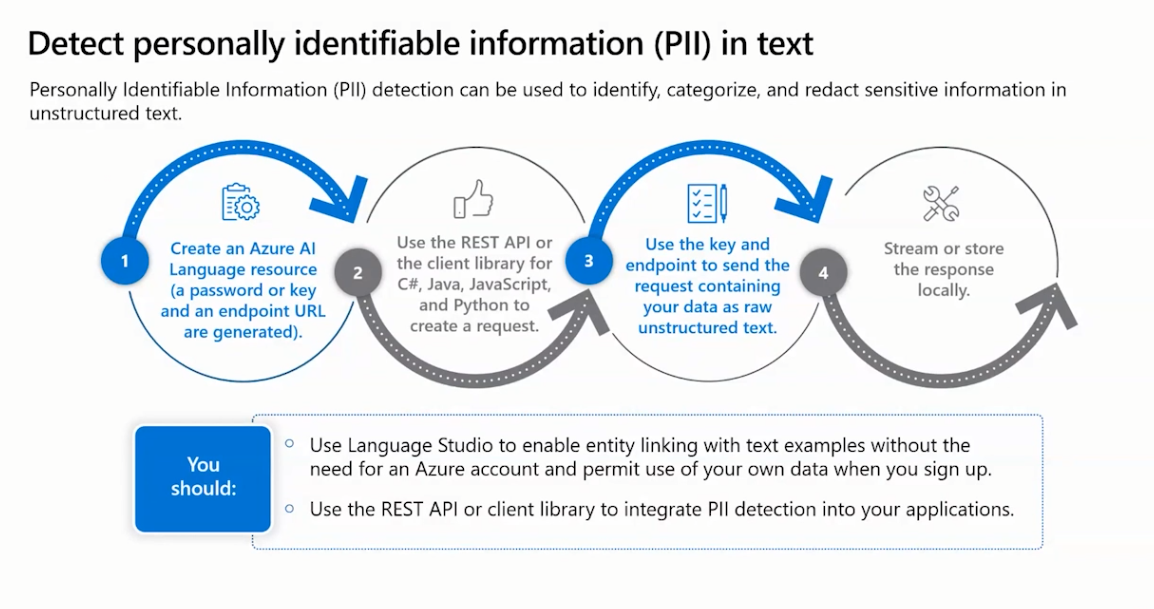 Detect personally identifiable information (PII) in text
Personally Identifiable Information (PII) detection can be used to identify, categorize, and redact sensitive information in
unstructured text.
1
Create an Azure AI
Language resource
(a password or key
and an endpoint URL
are generated).
2
Use the REST API or
the client library for
C#, Java, JavaScript,
and Python to
create a request.
3
Use the key and
endpoint to send the
request containing
your data as raw
unstructured text.
4
Stream or store
the response
locally.
You
should:
○ Use Language Studio to enable entity linking with text examples without the
need for an Azure account and permit use of your own data when you sign up.
○ Use the REST API or client library to integrate PII detection into your applications.